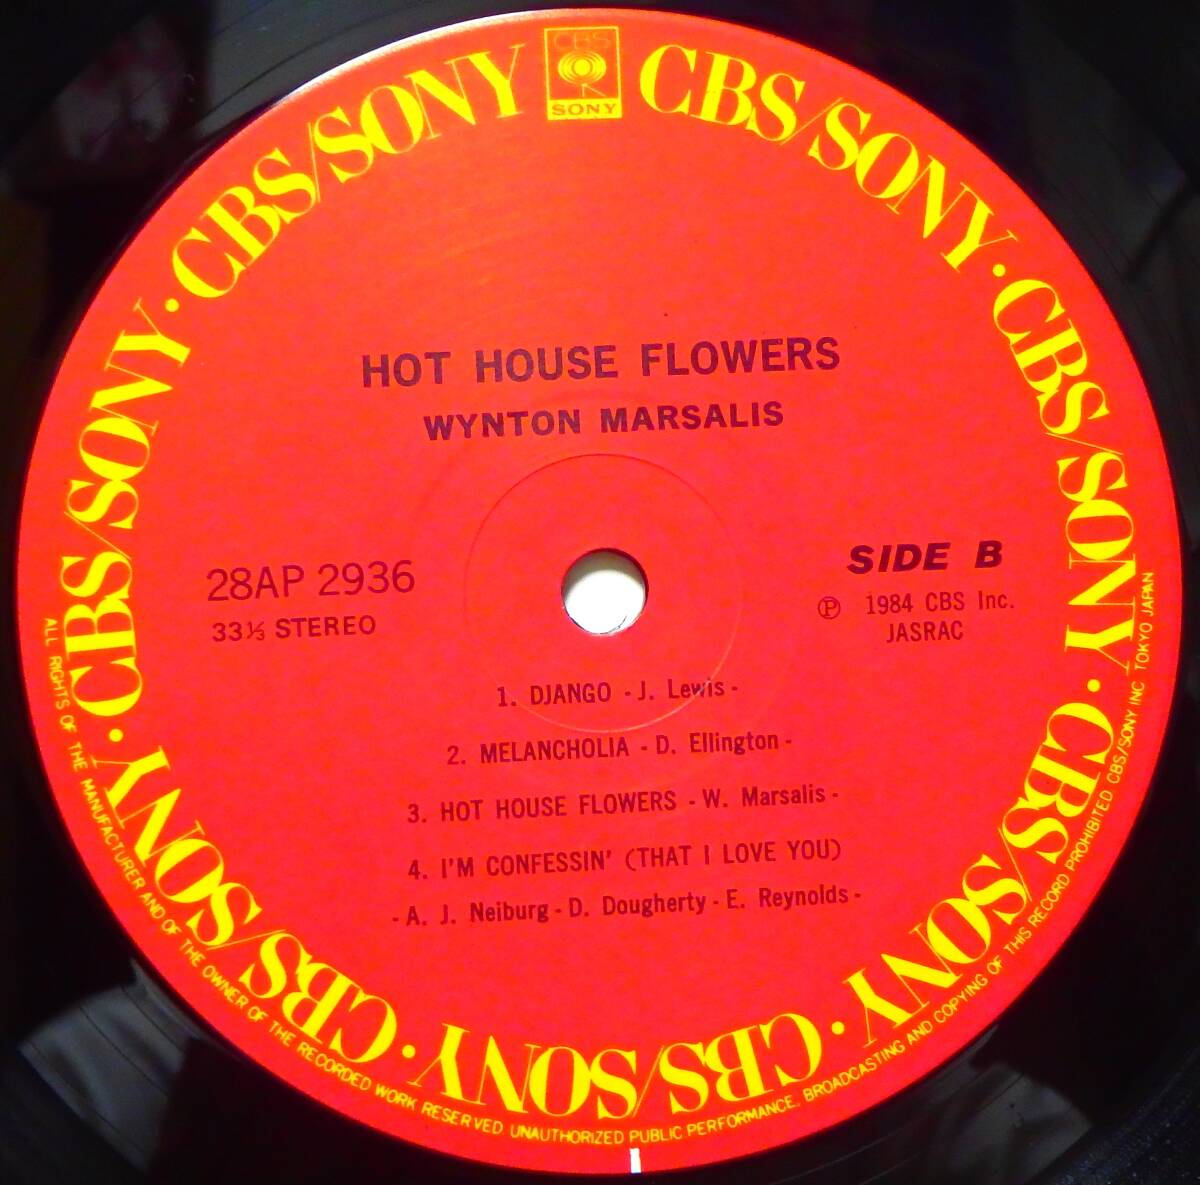 CBS
SONY
CBS/SONY · CBS/SONY · CBS/SONY · CBS/SONY · CBS/SONY · CBS/SONY · CBS/SONY · CBS/SONY · CBS/SONY · CBS/SONY
HOT HOUSE FLOWERS
WYNTON MARSALIS
28AP 2936
33⅓ STEREO
SIDE B
Ⓟ 1984 CBS Inc.
JASRAC
1. DJANGO - J. Lewis -
2. MELANCHOLIA - D. Ellington -
3. HOT HOUSE FLOWERS - W. Marsalis -
4. I'M CONFESSIN' (THAT I LOVE YOU)
- A. J. Neiburg - D. Dougherty - E. Reynolds -
ALL RIGHTS OF THE MANUFACTURER AND OF THE OWNER OF THE RECORDED WORK RESERVED UNAUTHORIZED PUBLIC PERFORMANCE, BROADCASTING AND COPYING OF THIS RECORD PROHIBITED CBS/SONY INC TOKYO JAPAN